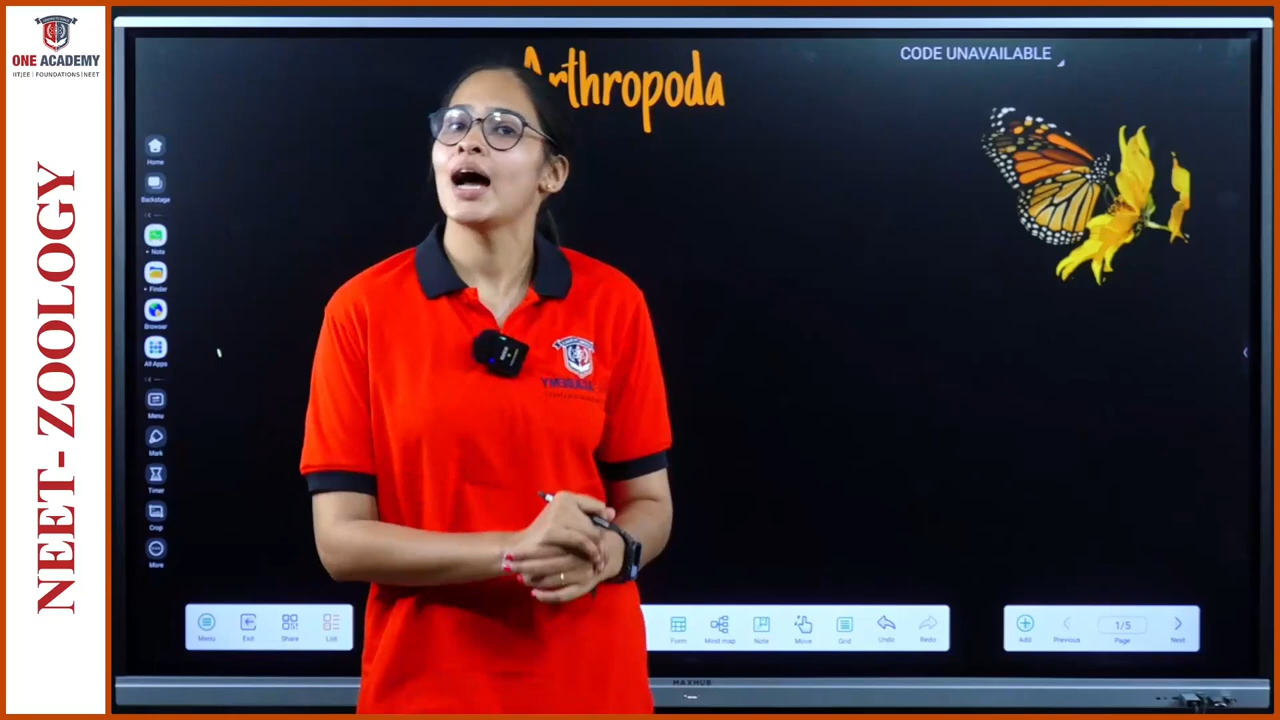 ONE ACADEMY
IIT|JEE | FOUNDATIONS|NEET
NEET- ZOOLOGY
Arthropoda
CODE UNAVAILABLE
Home
Backstage
Note
Finder
Browser
All Apps
Menu
Mark
Timer
Crop
More
Menu
Exit
Share
List
Form
Mind map
Note
Move
Grid
Undo
Redo
Add
Previous
1/5
Page
Next
MAXHUB